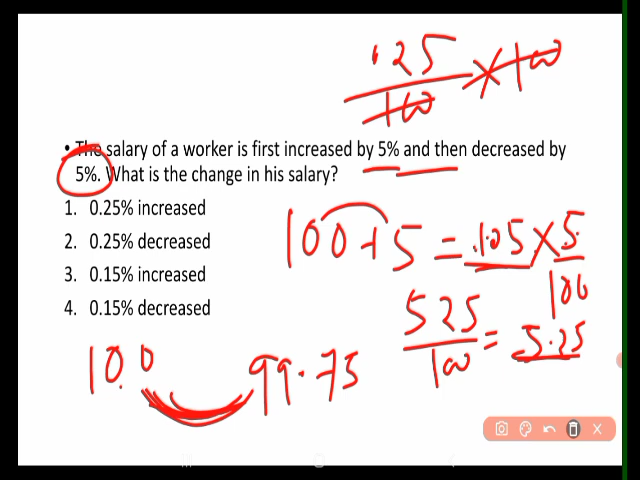 .25
100 × 100
• The salary of a worker is first increased by 5% and then decreased by
5%. What is the change in his salary?
1. 0.25% increased
2. 0.25% decreased
3. 0.15% increased
4. 0.15% decreased
100 + 5 = 105 × 5
100
525
100 = 5.25
100 99.75